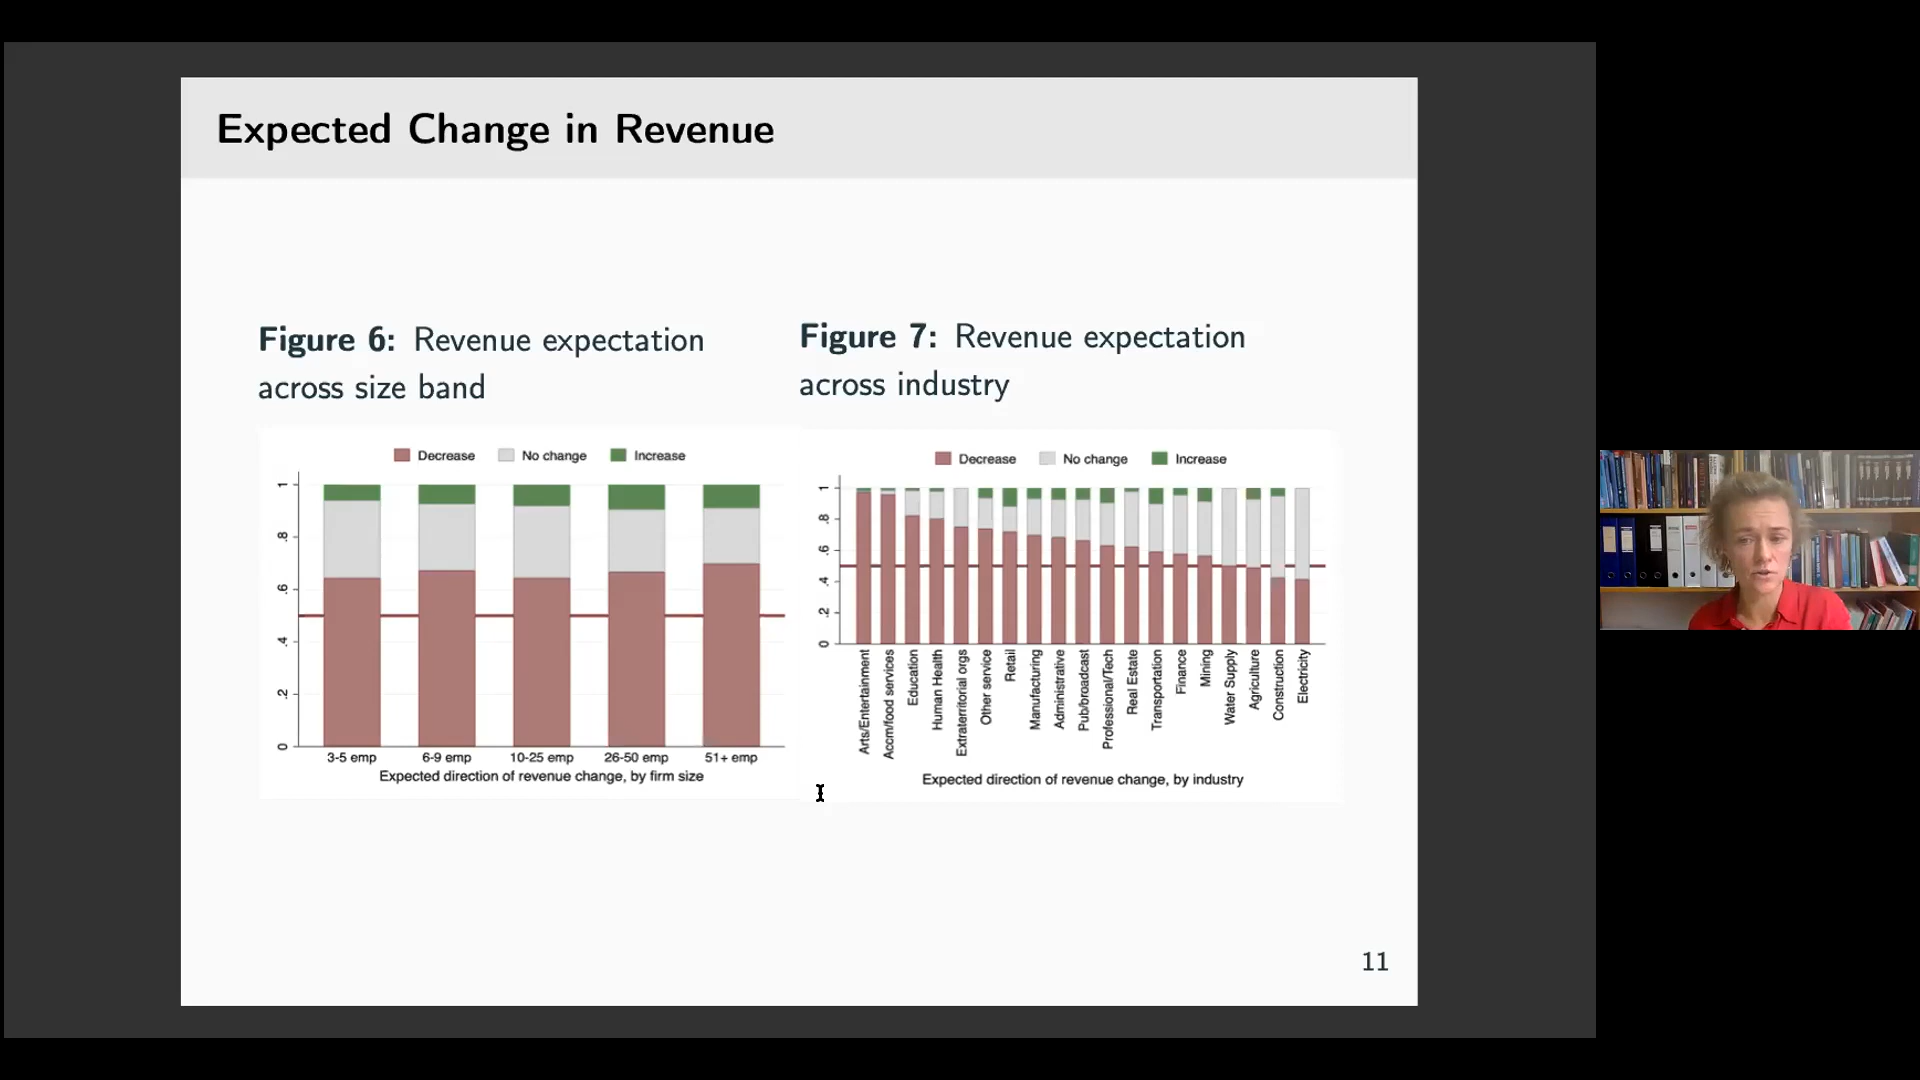 Expected Change in Revenue
Figure 6: Revenue expectation
across size band
Decrease No change Increase
1
.8
.6
.4
.2
0
3-5 emp 6-9 emp 10-25 emp 26-50 emp 51+ emp
Expected direction of revenue change, by firm size
Figure 7: Revenue expectation
across industry
Decrease No change Increase
1
.8
.6
.4
.2
0
Arts/Entertainment
Accm/food services
Education
Human Health
Extraterritorial orgs
Other service
Retail
Manufacturing
Administrative
Pub/broadcast
Professional/Tech
Real Estate
Transportation
Finance
Mining
Water Supply
Agriculture
Construction
Electricity
Expected direction of revenue change, by industry
11